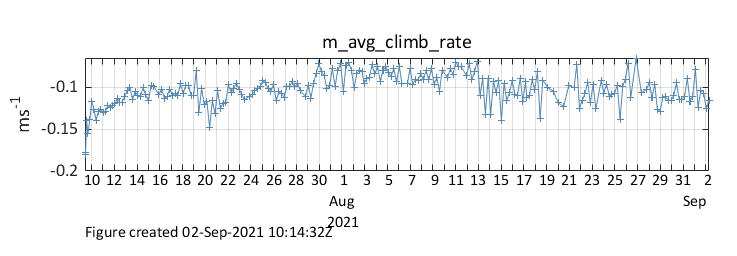 m_avg_climb_rate
ms-1
-0.1
-0.15
-0.2
10 12 14 16 18 20 22 24 26 28 30 1 3 5 7 9 11 13 15 17 19 21 23 25 27 29 31 2
Aug Sep
2021
Figure created 02-Sep-2021 10:14:32Z